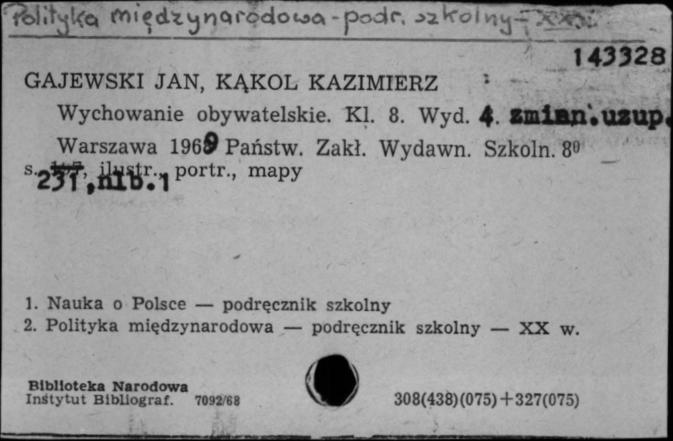 Polityka międzynarodowa - podr. szkolny - XX w.
143328
GAJEWSKI JAN, KĄKOL KAZIMIERZ
Wychowanie obywatelskie. Kl. 8. Wyd. 4. zmian. uzup.
Warszawa 1969 Państw. Zakł. Wydawn. Szkoln. 8⁰
s. 231, nlb. 1 ilustr., portr., mapy
1. Nauka o Polsce — podręcznik szkolny
2. Polityka międzynarodowa — podręcznik szkolny — XX w.
Biblioteka Narodowa
Instytut Bibliograf. 7092/68
308(438)(075)+327(075)